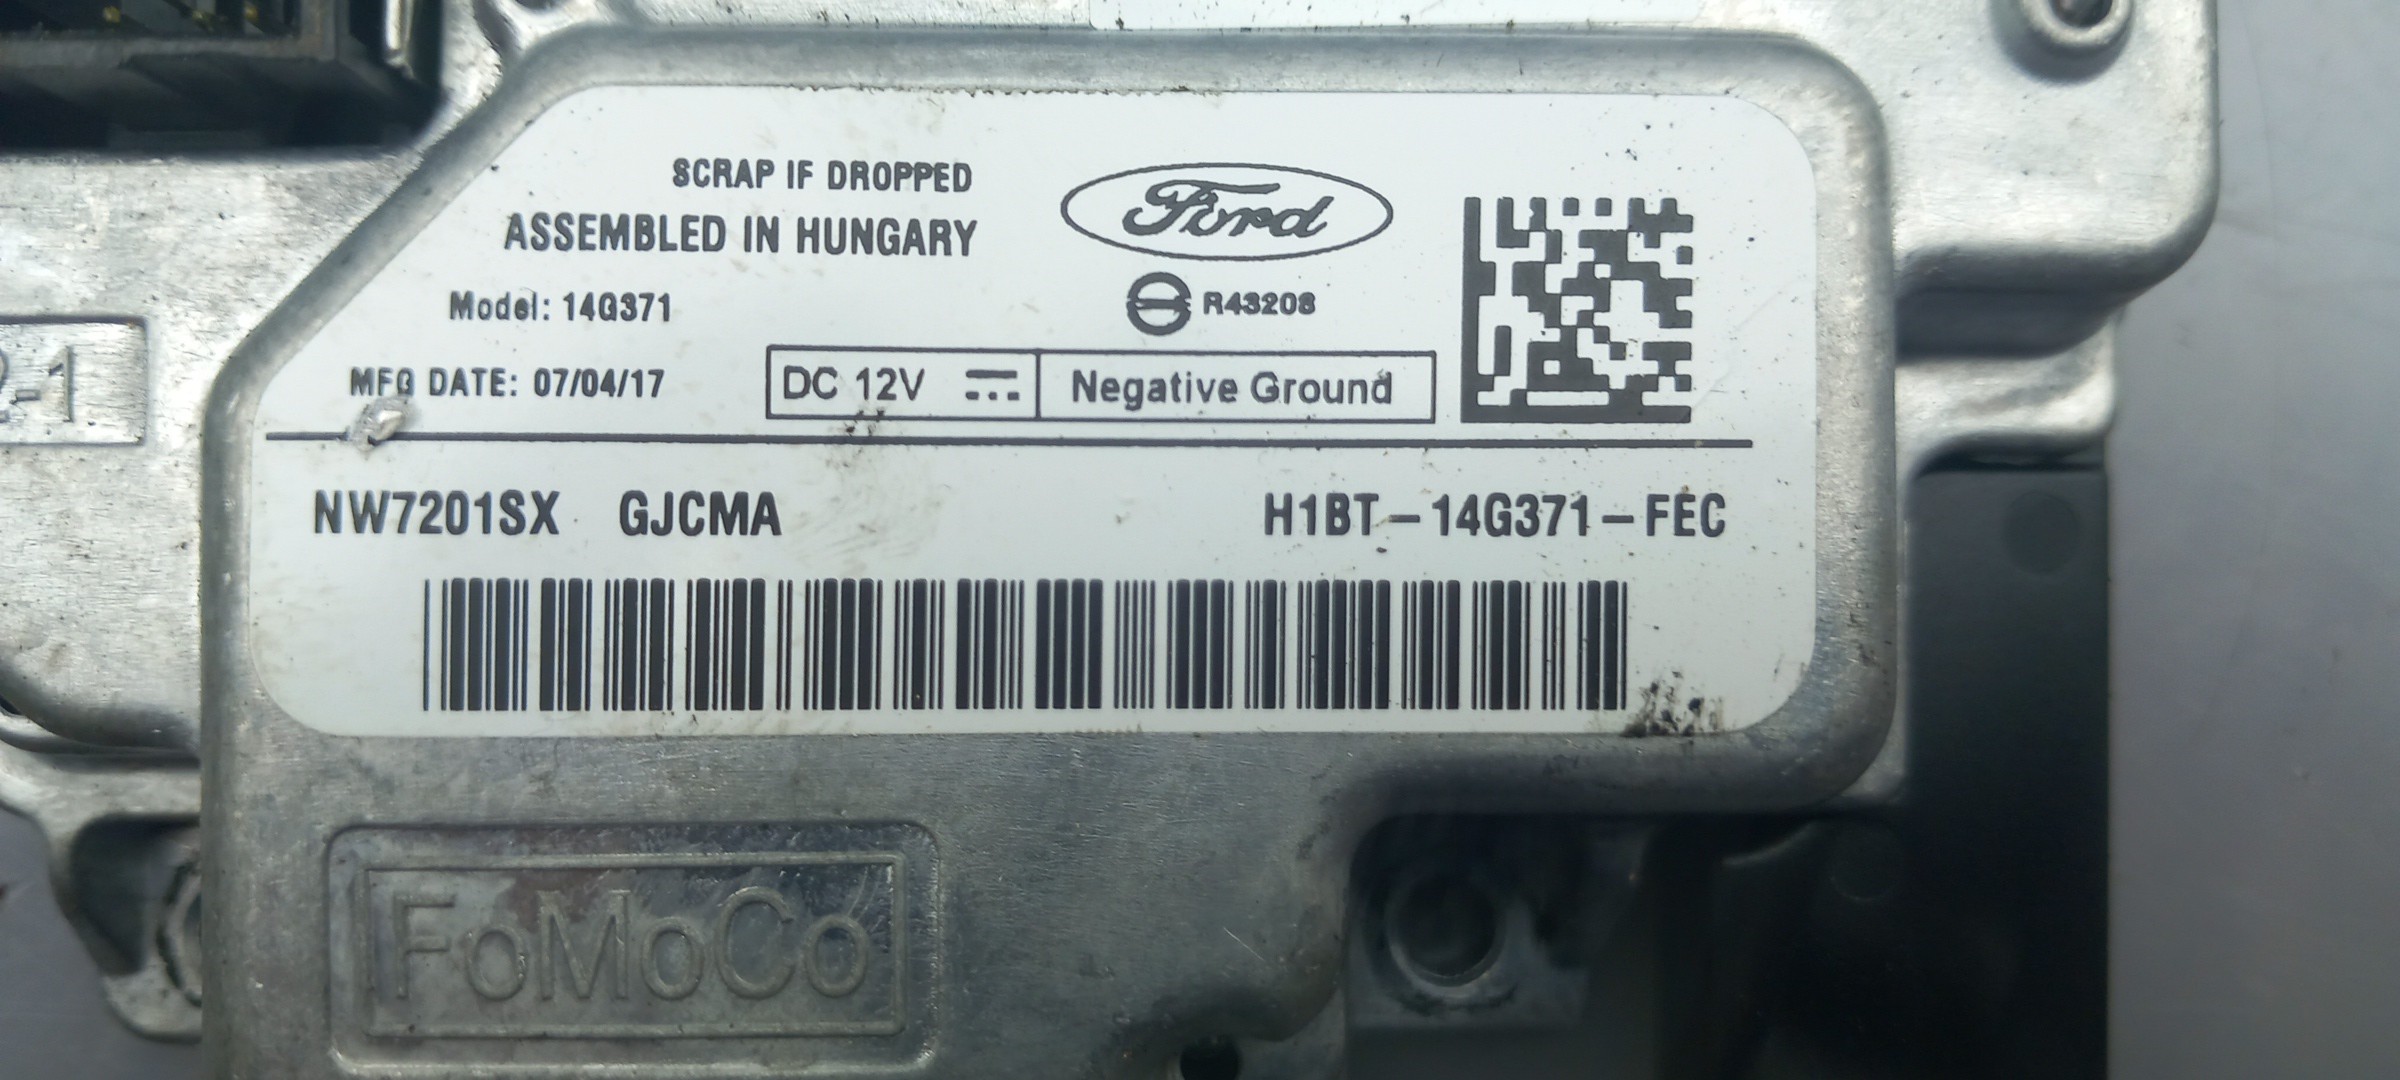 SCRAP IF DROPPED
ASSEMBLED IN HUNGARY
Ford
Model: 14G371
R43208
MFG DATE: 07/04/17
DC 12V
Negative Ground
-1
NW7201SX GJCMA
H1BT-14G371-FEC
FoMoCo